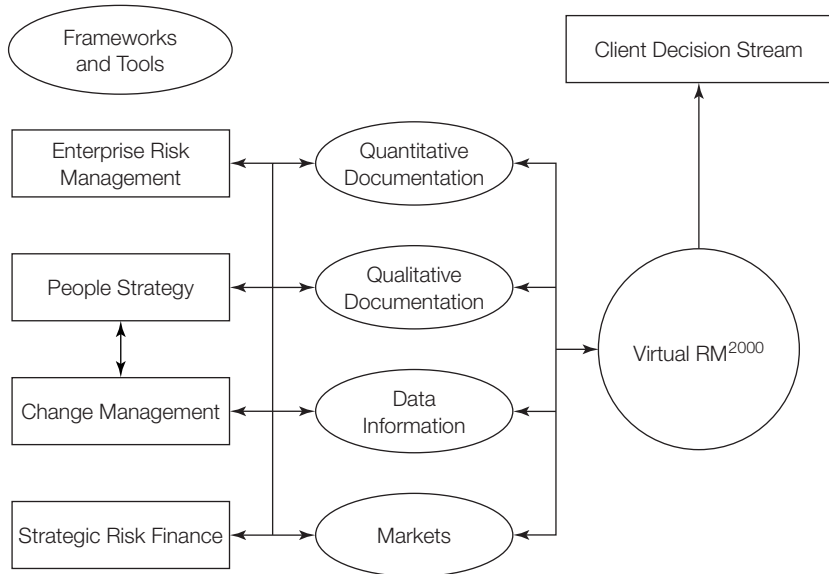 Frameworks
and Tools
Client Decision Stream
Enterprise Risk
Management
Quantitative
Documentation
People Strategy
Qualitative
Documentation
Virtual RM²⁰⁰⁰
Change Management
Data
Information
Strategic Risk Finance
Markets